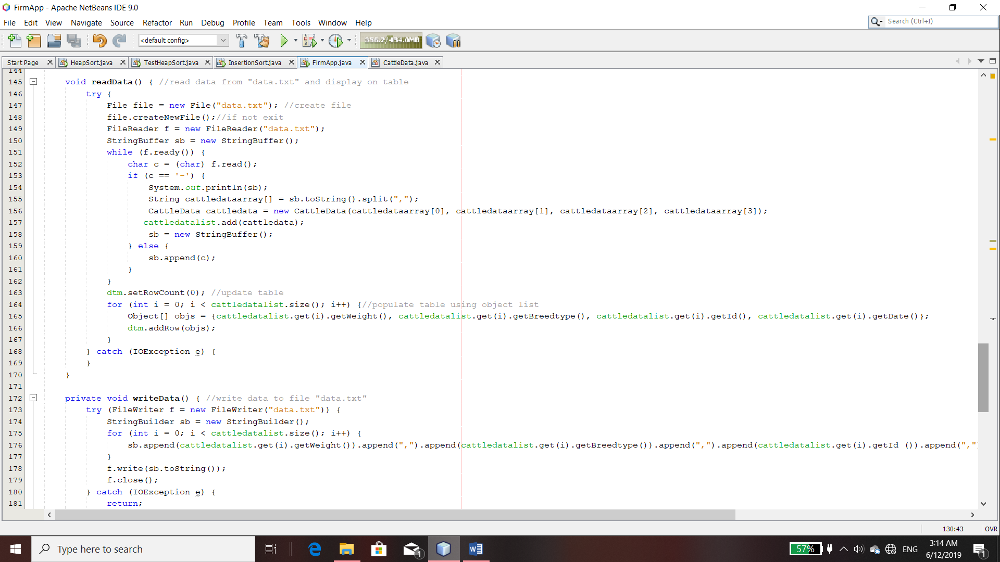 FirmApp - Apache NetBeans IDE 9.0
File Edit View Navigate Source Refactor Run Debug Profile Team Tools Window Help
Search (Ctrl+I)
<default config>
356.2/434.0MB
Start Page HeapSort.java TestHeapSort.java InsertionSort.java FirmApp.java CattleData.java
144
145 void readData() { //read data from "data.txt" and display on table
146 try {
147 File file = new File("data.txt"); //create file
148 file.createNewFile();//if not exit
149 FileReader f = new FileReader("data.txt");
150 StringBuffer sb = new StringBuffer();
151 while (f.ready()) {
152 char c = (char) f.read();
153 if (c == '-') {
154 System.out.println(sb);
155 String cattledataarray[] = sb.toString().split(",");
156 CattleData cattledata = new CattleData(cattledataarray[0], cattledataarray[1], cattledataarray[2], cattledataarray[3]);
157 cattledatalist.add(cattledata);
158 sb = new StringBuffer();
159 } else {
160 sb.append(c);
161 }
162 }
163 dtm.setRowCount(0); //update table
164 for (int i = 0; i < cattledatalist.size(); i++) {//populate table using object list
165 Object[] objs = {cattledatalist.get(i).getWeight(), cattledatalist.get(i).getBreedtype(), cattledatalist.get(i).getId(), cattledatalist.get(i).getDate()};
166 dtm.addRow(objs);
167 }
168 } catch (IOException e) {
169 }
170 }
171
172 private void writeData() { //write data to file "data.txt"
173 try (FileWriter f = new FileWriter("data.txt")) {
174 StringBuilder sb = new StringBuilder();
175 for (int i = 0; i < cattledatalist.size(); i++) {
176 sb.append(cattledatalist.get(i).getWeight()).append(",").append(cattledatalist.get(i).getBreedtype()).append(",").append(cattledatalist.get(i).getId ()).append(",")
177 }
178 f.write(sb.toString());
179 f.close();
180 } catch (IOException e) {
181 return;
130:43 OVR
Type here to search
1
57%
ENG
3:14 AM
6/12/2019
1